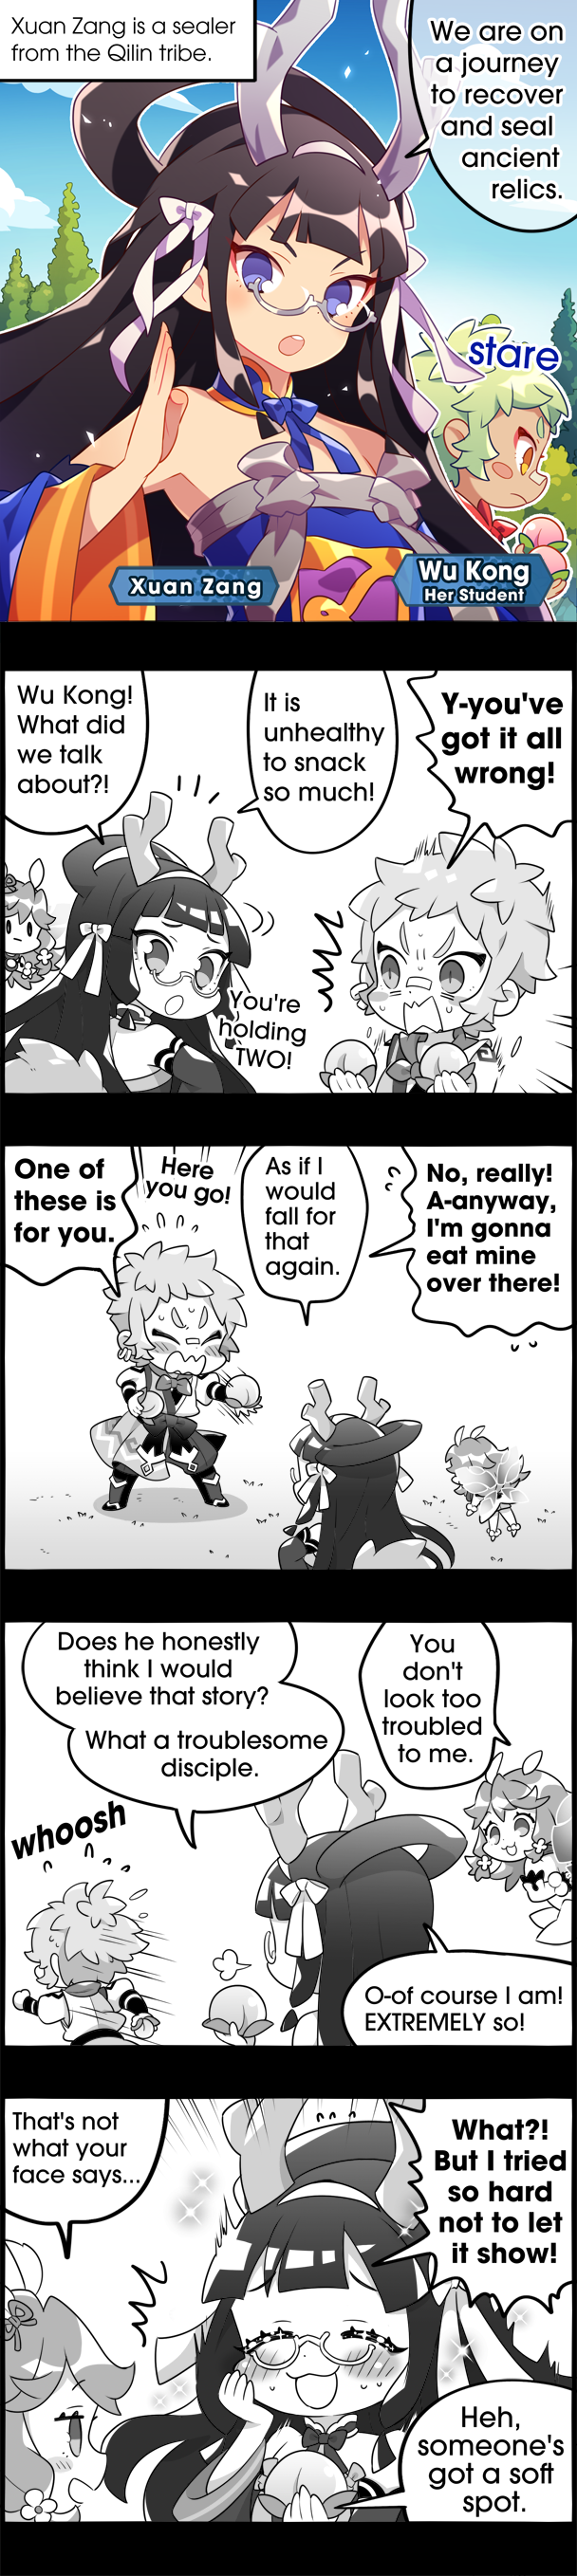 Xuan Zang is a sealer
from the Qilin tribe.
We are on
a journey
to recover
and seal
ancient
relics.
stare
Xuan Zang
Wu Kong
Her Student
Wu Kong!
What did
we talk
about?!
It is
unhealthy
to snack
so much!
Y-you've
got it all
wrong!
You're
holding
TWO!
One of
these is
for you.
Here
you go!
As if I
would
fall for
that
again.
No, really!
A-anyway,
I'm gonna
eat mine
over there!
Does he honestly
think I would
believe that story?
What a troublesome
disciple.
You
don't
look too
troubled
to me.
whoosh
O-of course I am!
EXTREMELY so!
That's not
what your
face says...
What?!
But I tried
so hard
not to let
it show!
Heh,
someone's
got a soft
spot.